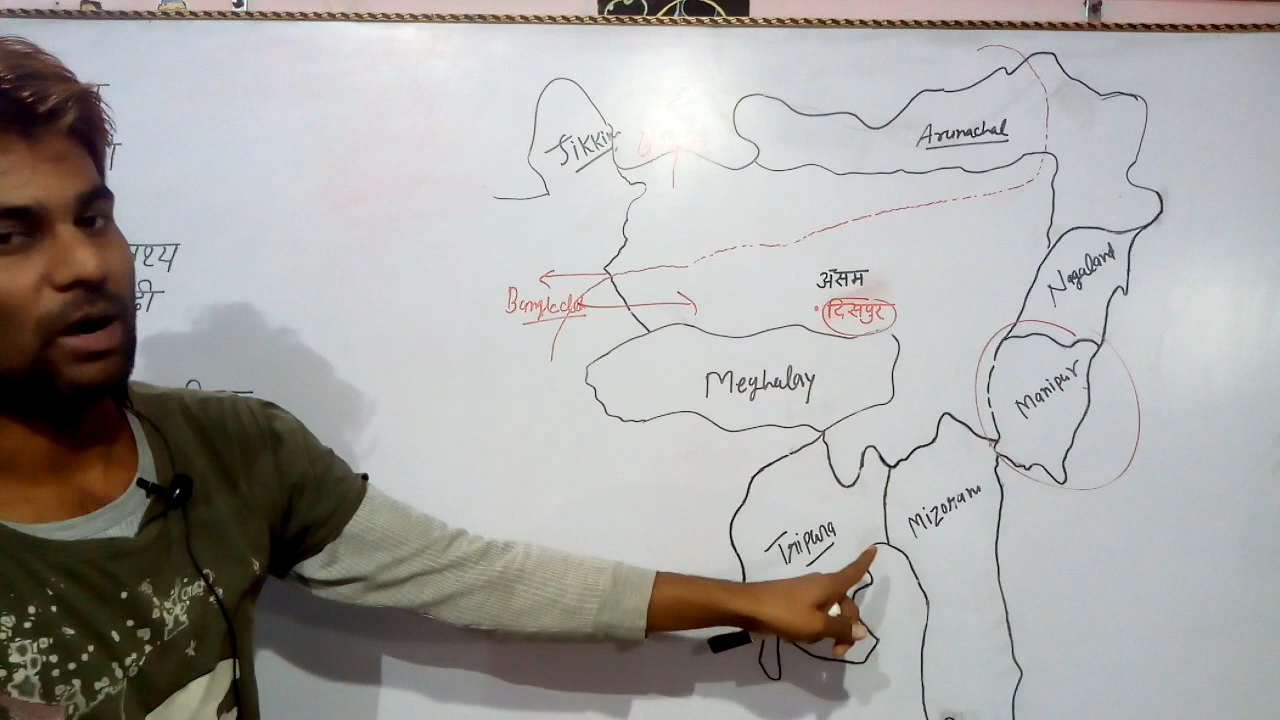 Sikkim
Arunachal
Nagaland
असम
दिसपुर
Bangladesh
Meghalay
Manipur
Mizoram
Tripura